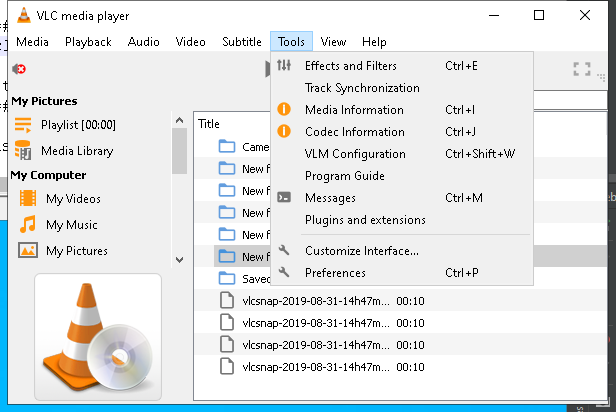 VLC media player
Media Playback Audio Video Subtitle Tools View Help
My Pictures
Playlist [00:00]
Media Library
My Computer
My Videos
My Music
My Pictures
Effects and Filters Ctrl+E
Track Synchronization
Media Information Ctrl+I
Codec Information Ctrl+J
VLM Configuration Ctrl+Shift+W
Program Guide
Messages Ctrl+M
Plugins and extensions
Customize Interface...
Preferences Ctrl+P
Title
Came
New f
New f
New f
New f
New f
Saved
vlcsnap-2019-08-31-14h47m... 00:10
vlcsnap-2019-08-31-14h47m... 00:10
vlcsnap-2019-08-31-14h47m... 00:10
vlcsnap-2019-08-31-14h47m... 00:10